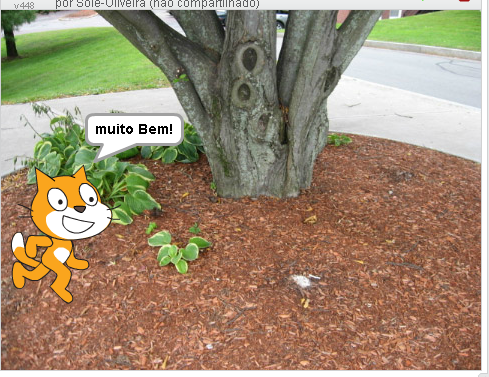 por Sole-Oliveira (não compartilhado)
v448
muito Bem!